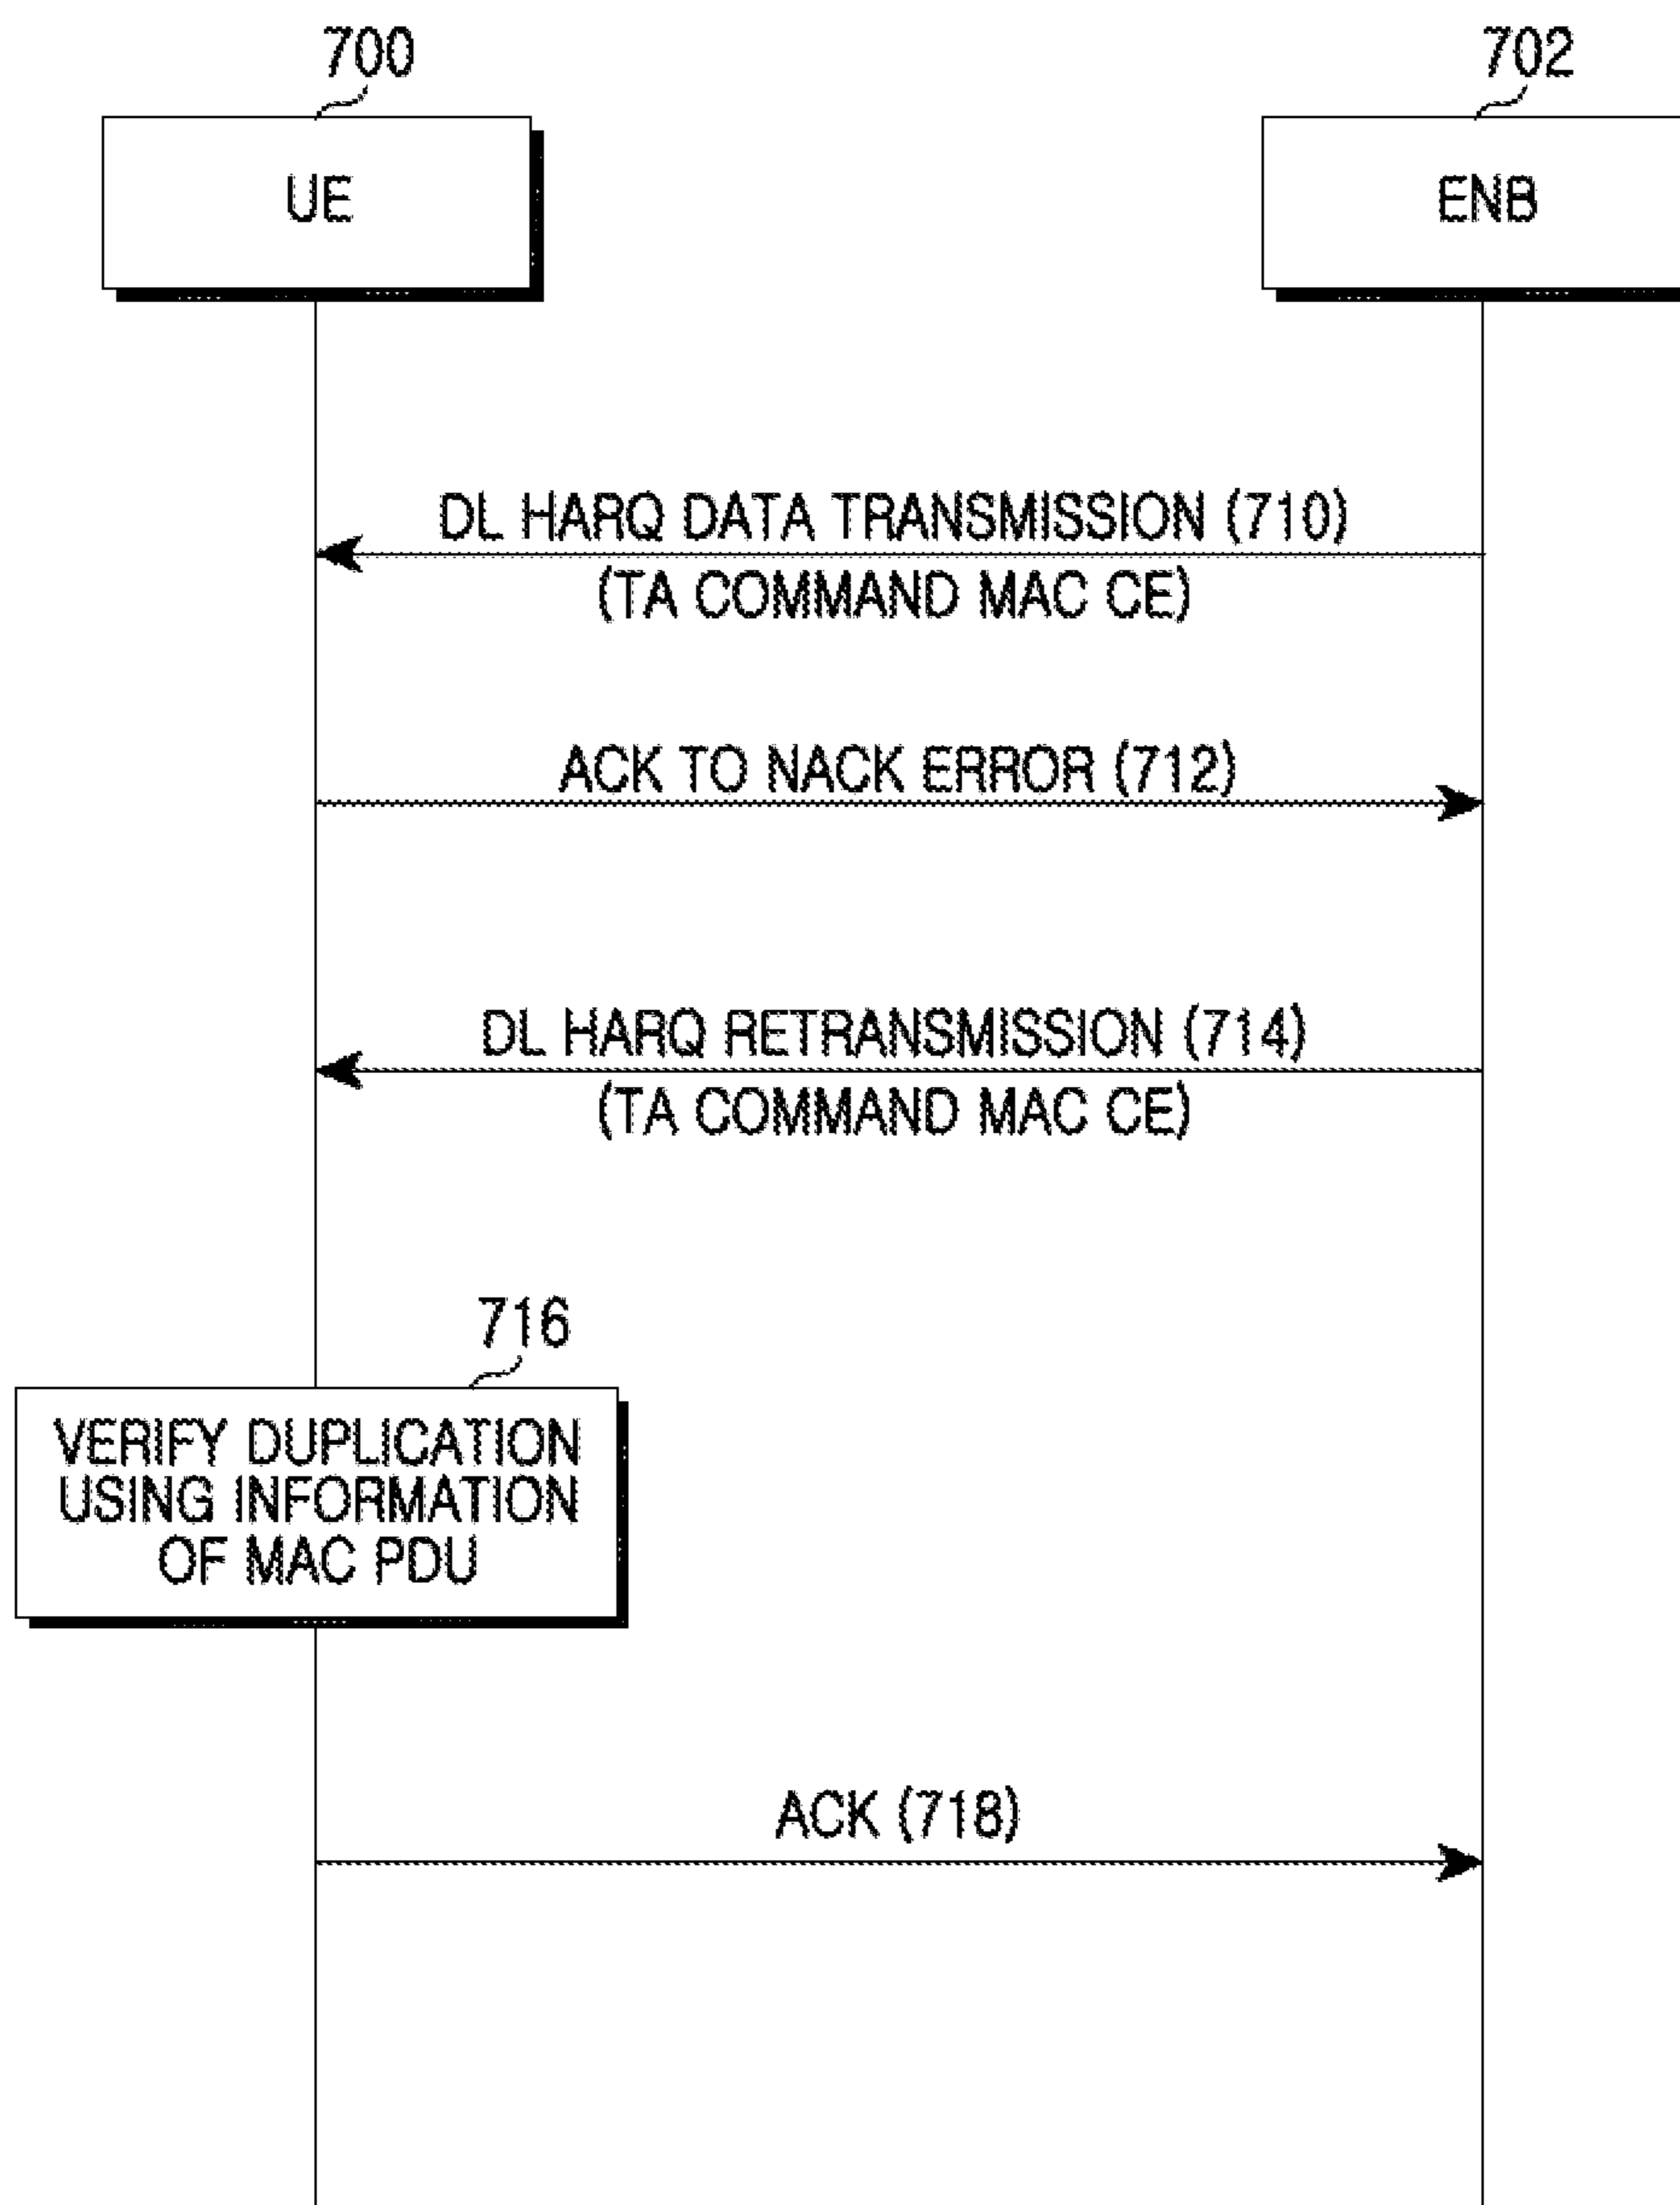 700
702
UE
ENB
DL HARQ DATA TRANSMISSION (710)
(TA COMMAND MAC CE)
ACK TO NACK ERROR (712)
DL HARQ RETRANSMISSION (714)
(TA COMMAND MAC CE)
716
VERIFY DUPLICATION
USING INFORMATION
OF MAC PDU
ACK (718)